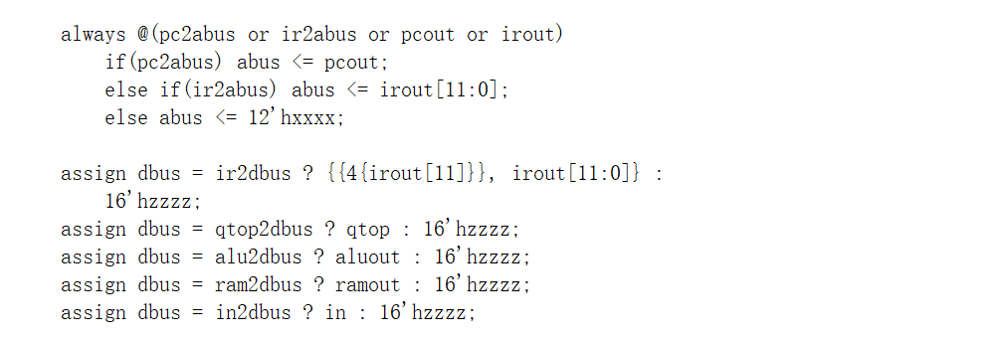 always @(pc2abus or ir2abus or pcout or irout)
if(pc2abus) abus <= pcout;
else if(ir2abus) abus <= irout[11:0];
else abus <= 12'hxxxx;
assign dbus = ir2dbus ? {{4{irout[11]}}, irout[11:0]} :
16'hzzzz;
assign dbus = qtop2dbus ? qtop : 16'hzzzz;
assign dbus = alu2dbus ? aluout : 16'hzzzz;
assign dbus = ram2dbus ? ramout : 16'hzzzz;
assign dbus = in2dbus ? in : 16'hzzzz;